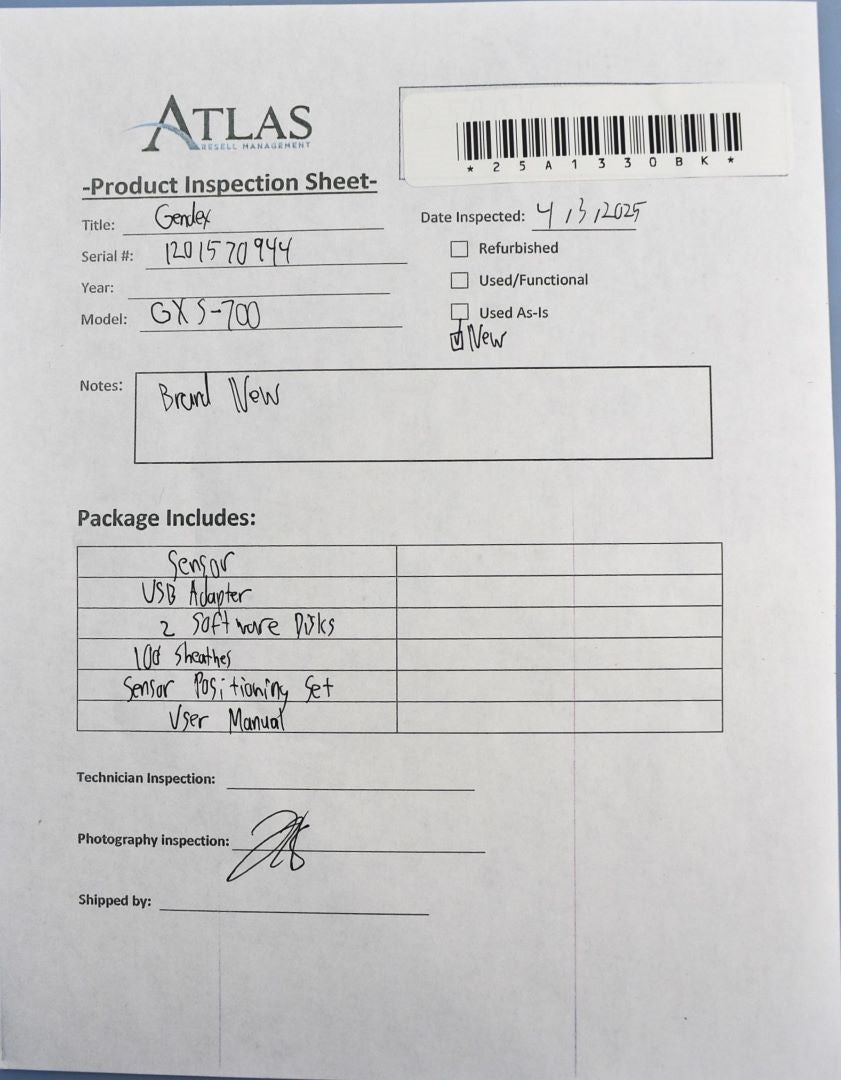 ATLAS
RESELL MANAGEMENT
* 2 5 A 1 3 3 0 B K *
-Product Inspection Sheet-
Title: Gendex
Date Inspected: 4/3/2025
Serial #: 1201570944
Refurbished
Year:
Used/Functional
Model: GXS-700
Used As-Is
New
Notes: Brand New
Package Includes:
Sensor
USB Adapter
2 Software Disks
100 Sheathes
Sensor Positioning Set
User Manual
Technician Inspection:
Photography inspection:
Shipped by: